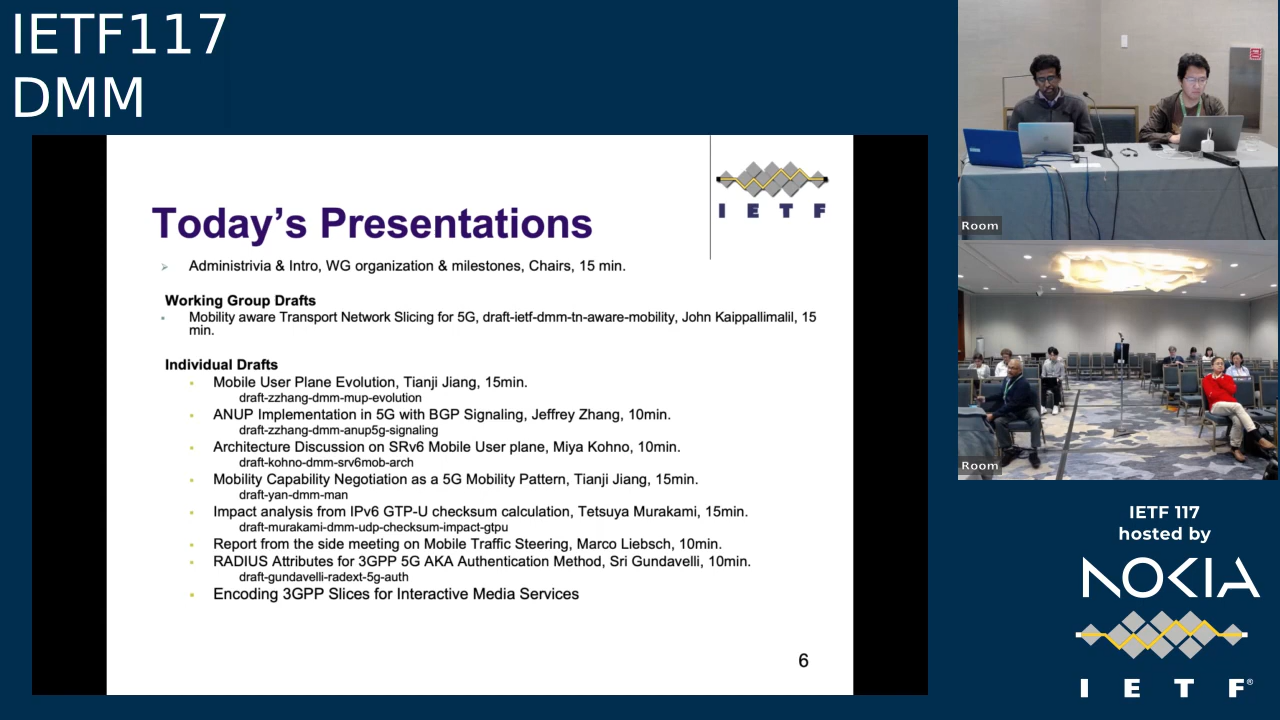 IETF117
DMM
I E T F
Today's Presentations
Administrivia & Intro, WG organization & milestones, Chairs, 15 min.
Working Group Drafts
Mobility aware Transport Network Slicing for 5G, draft-ietf-dmm-tn-aware-mobility, John Kaippallimalil, 15
min.
Individual Drafts
Mobile User Plane Evolution, Tianji Jiang, 15min.
draft-zzhang-dmm-mup-evolution
ANUP Implementation in 5G with BGP Signaling, Jeffrey Zhang, 10min.
draft-zzhang-dmm-anup5g-signaling
Architecture Discussion on SRv6 Mobile User plane, Miya Kohno, 10min.
draft-kohno-dmm-srv6mob-arch
Mobility Capability Negotiation as a 5G Mobility Pattern, Tianji Jiang, 15min.
draft-yan-dmm-man
Impact analysis from IPv6 GTP-U checksum calculation, Tetsuya Murakami, 15min.
draft-murakami-dmm-udp-checksum-impact-gtpu
Report from the side meeting on Mobile Traffic Steering, Marco Liebsch, 10min.
RADIUS Attributes for 3GPP 5G AKA Authentication Method, Sri Gundavelli, 10min.
draft-gundavelli-radext-5g-auth
Encoding 3GPP Slices for Interactive Media Services
6
Room
Room
IETF 117
hosted by
NOKIA
I E T F®